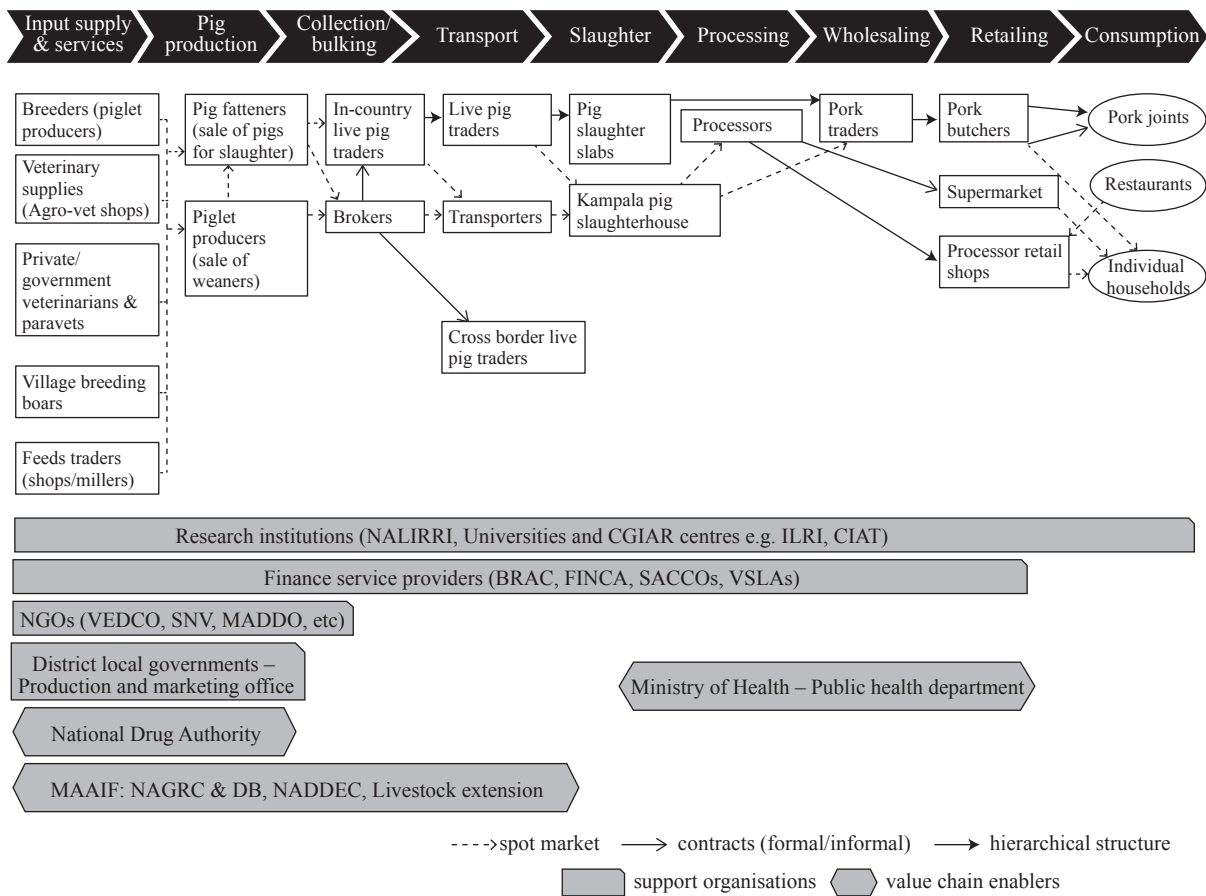 Input supply
& services
Pig
production
Collection/
bulking
Transport
Slaughter
Processing
Wholesaling
Retailing
Consumption
Breeders (piglet
producers)
Veterinary
supplies
(Agro-vet shops)
Private/
government
veterinarians &
paravets
Village breeding
boars
Feeds traders
(shops/millers)
Pig fatteners
(sale of pigs
for slaughter)
Piglet
producers
(sale of
weaners)
In-country
live pig
traders
Brokers
Live pig
traders
Transporters
Cross border live
pig traders
Pig
slaughter
slabs
Kampala pig
slaughterhouse
Processors
Pork
traders
Pork
butchers
Supermarket
Processor retail
shops
Pork joints
Restaurants
Individual
households
Research institutions (NALIRRI, Universities and CGIAR centres e.g. ILRI, CIAT)
Finance service providers (BRAC, FINCA, SACCOs, VSLAs)
NGOs (VEDCO, SNV, MADDO, etc)
District local governments –
Production and marketing office
Ministry of Health – Public health department
National Drug Authority
MAAIF: NAGRC & DB, NADDEC, Livestock extension
spot market
contracts (formal/informal)
hierarchical structure
support organisations
value chain enablers